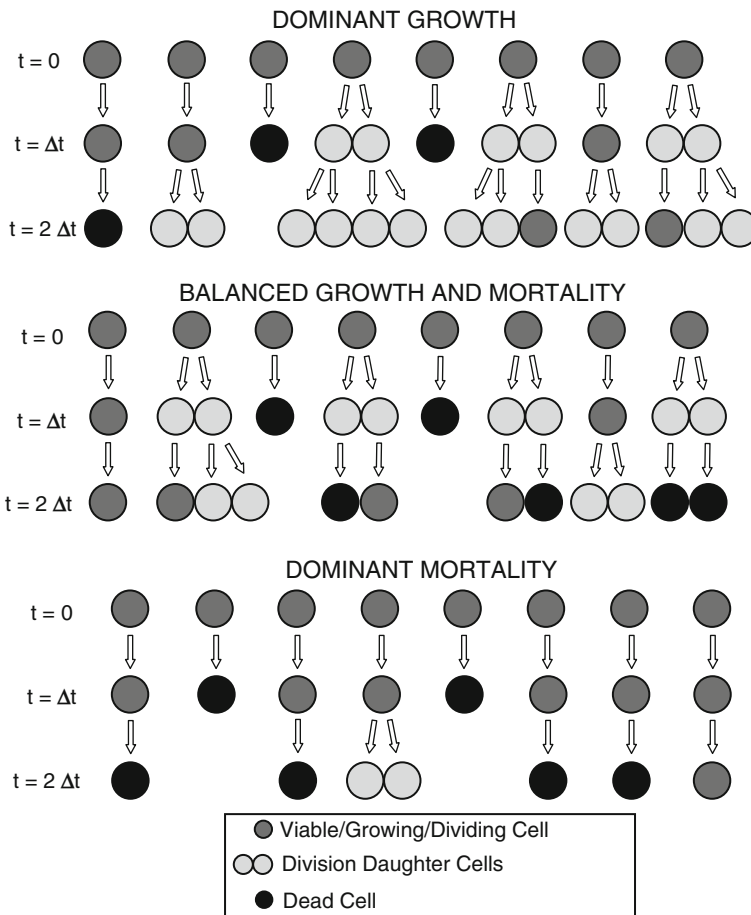 DOMINANT GROWTH
t = 0
t = Δt
t = 2 Δt
BALANCED GROWTH AND MORTALITY
t = 0
t = Δt
t = 2 Δt
DOMINANT MORTALITY
t = 0
t = Δt
t = 2 Δt
Viable/Growing/Dividing Cell
Division Daughter Cells
Dead Cell